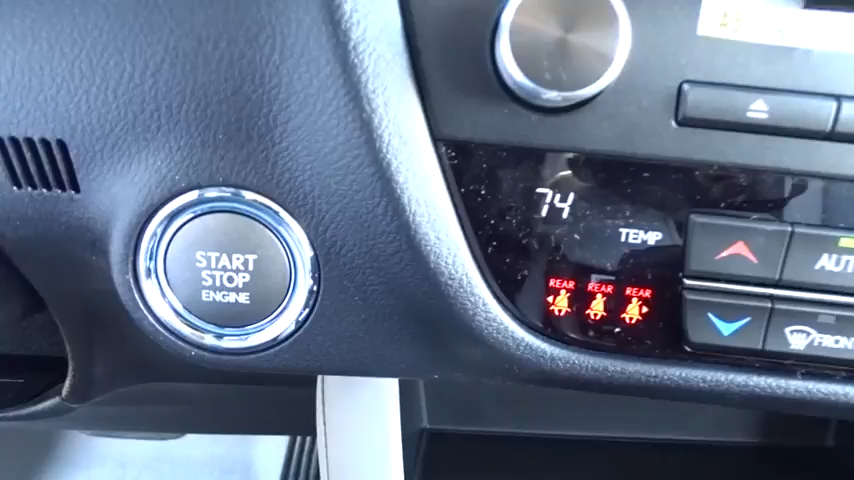 START
STOP
ENGINE
74
TEMP
REAR REAR REAR
AUT
FRONT